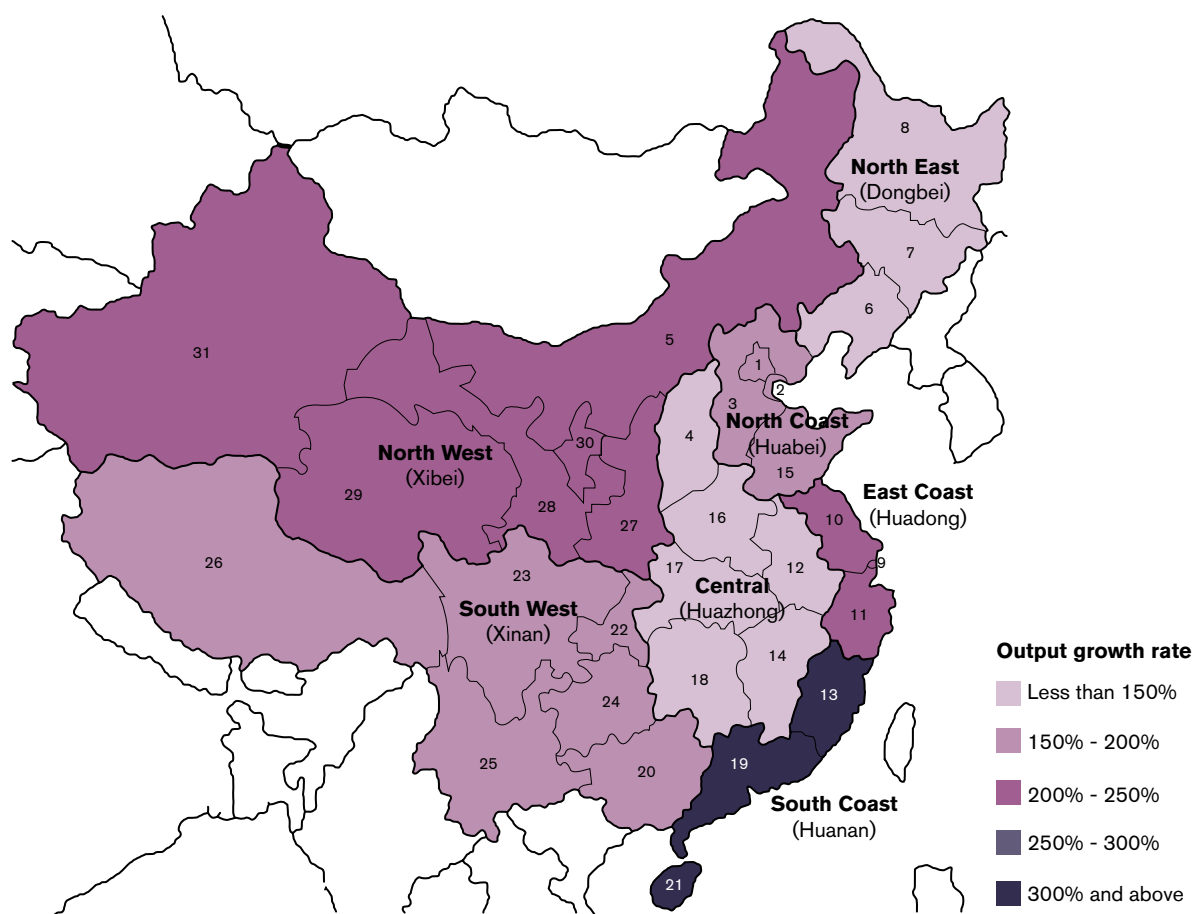 8
North East
(Dongbei)
7
6
5
31
1
2
3
North Coast
(Huabei)
4
15
30
North West
(Xibei)
29
28
27
East Coast
(Huadong)
10
9
16
12
17
11
26
23
Central
(Huazhong)
South West
(Xinan)
22
14
18
13
24
25
20
19
South Coast
(Huanan)
21
Output growth rate
Less than 150%
150% - 200%
200% - 250%
250% - 300%
300% and above